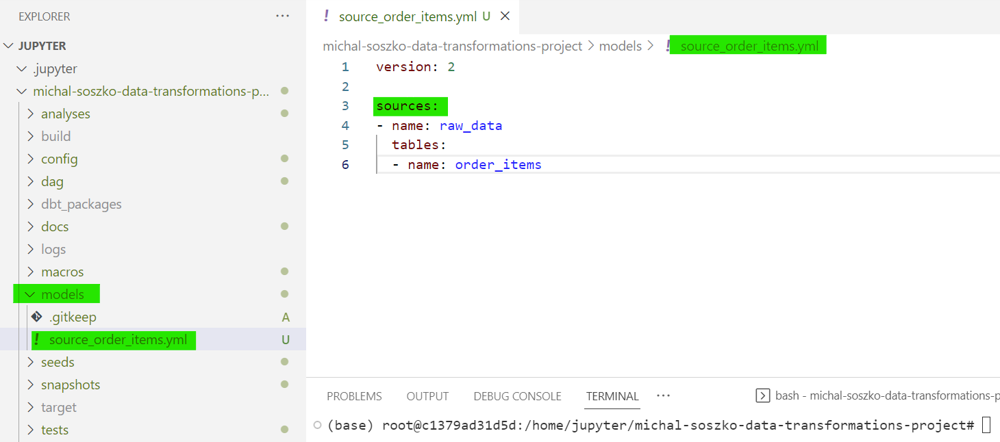 EXPLORER ···
JUPYTER
.jupyter
michal-soszko-data-transformations-p...
analyses
build
config
dag
dbt_packages
docs
logs
macros
models
.gitkeep A
! source_order_items.yml U
seeds
snapshots
target
tests
! source_order_items.yml U ×
michal-soszko-data-transformations-project > models > ! source_order_items.yml
1 version: 2
2
3 sources:
4 - name: raw_data
5 tables:
6 - name: order_items
PROBLEMS OUTPUT DEBUG CONSOLE TERMINAL ··· bash - michal-soszko-data-transformations-p
(base) root@c1379ad31d5d:/home/jupyter/michal-soszko-data-transformations-project#